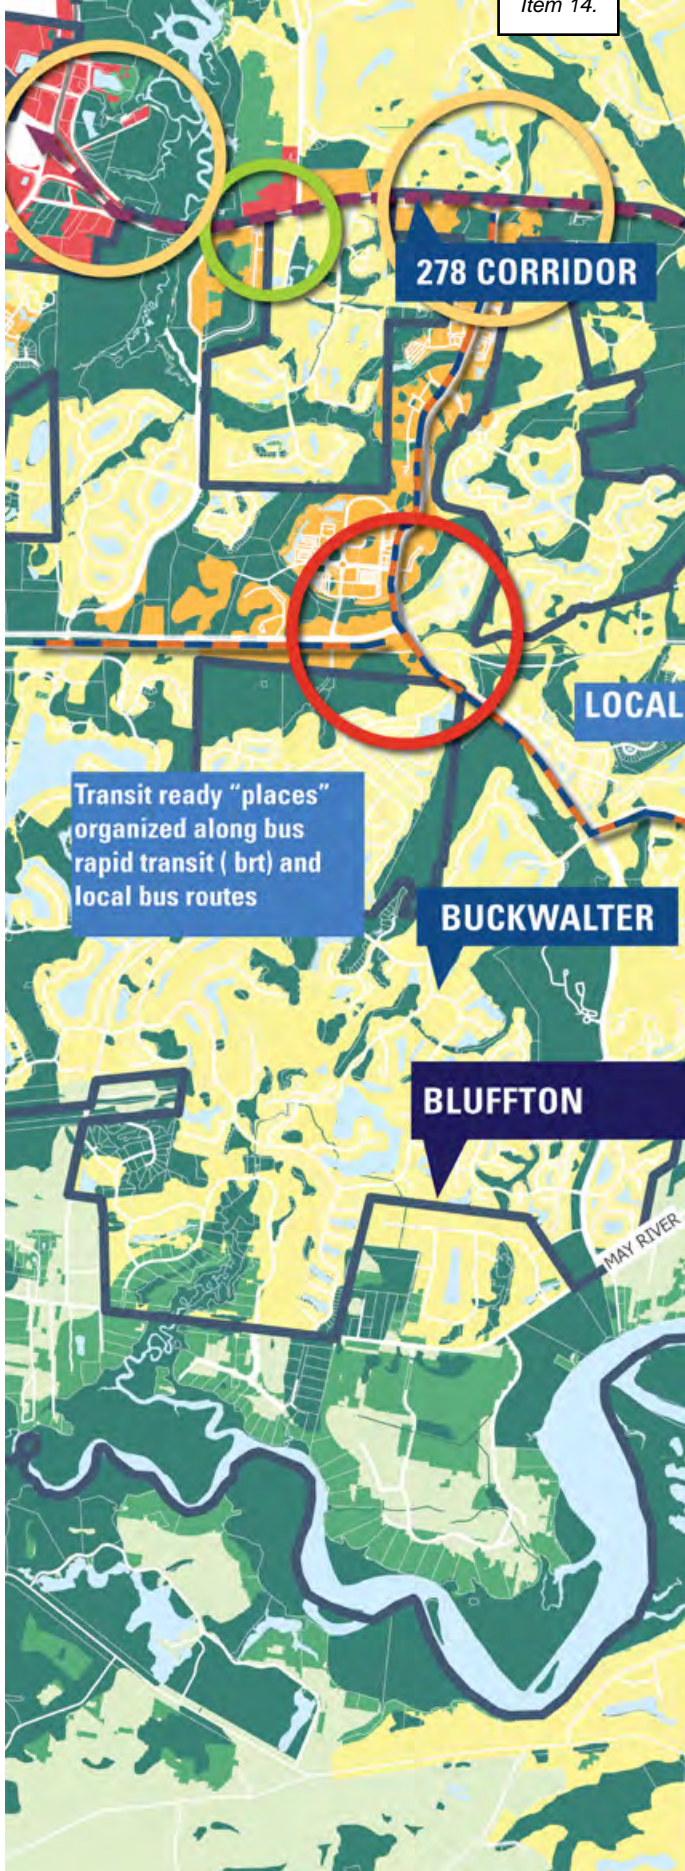 Item 14.
278 CORRIDOR
LOCAL
Transit ready “places”
organized along bus
rapid transit ( brt) and
local bus routes
BUCKWALTER
BLUFFTON
MAY RIVER